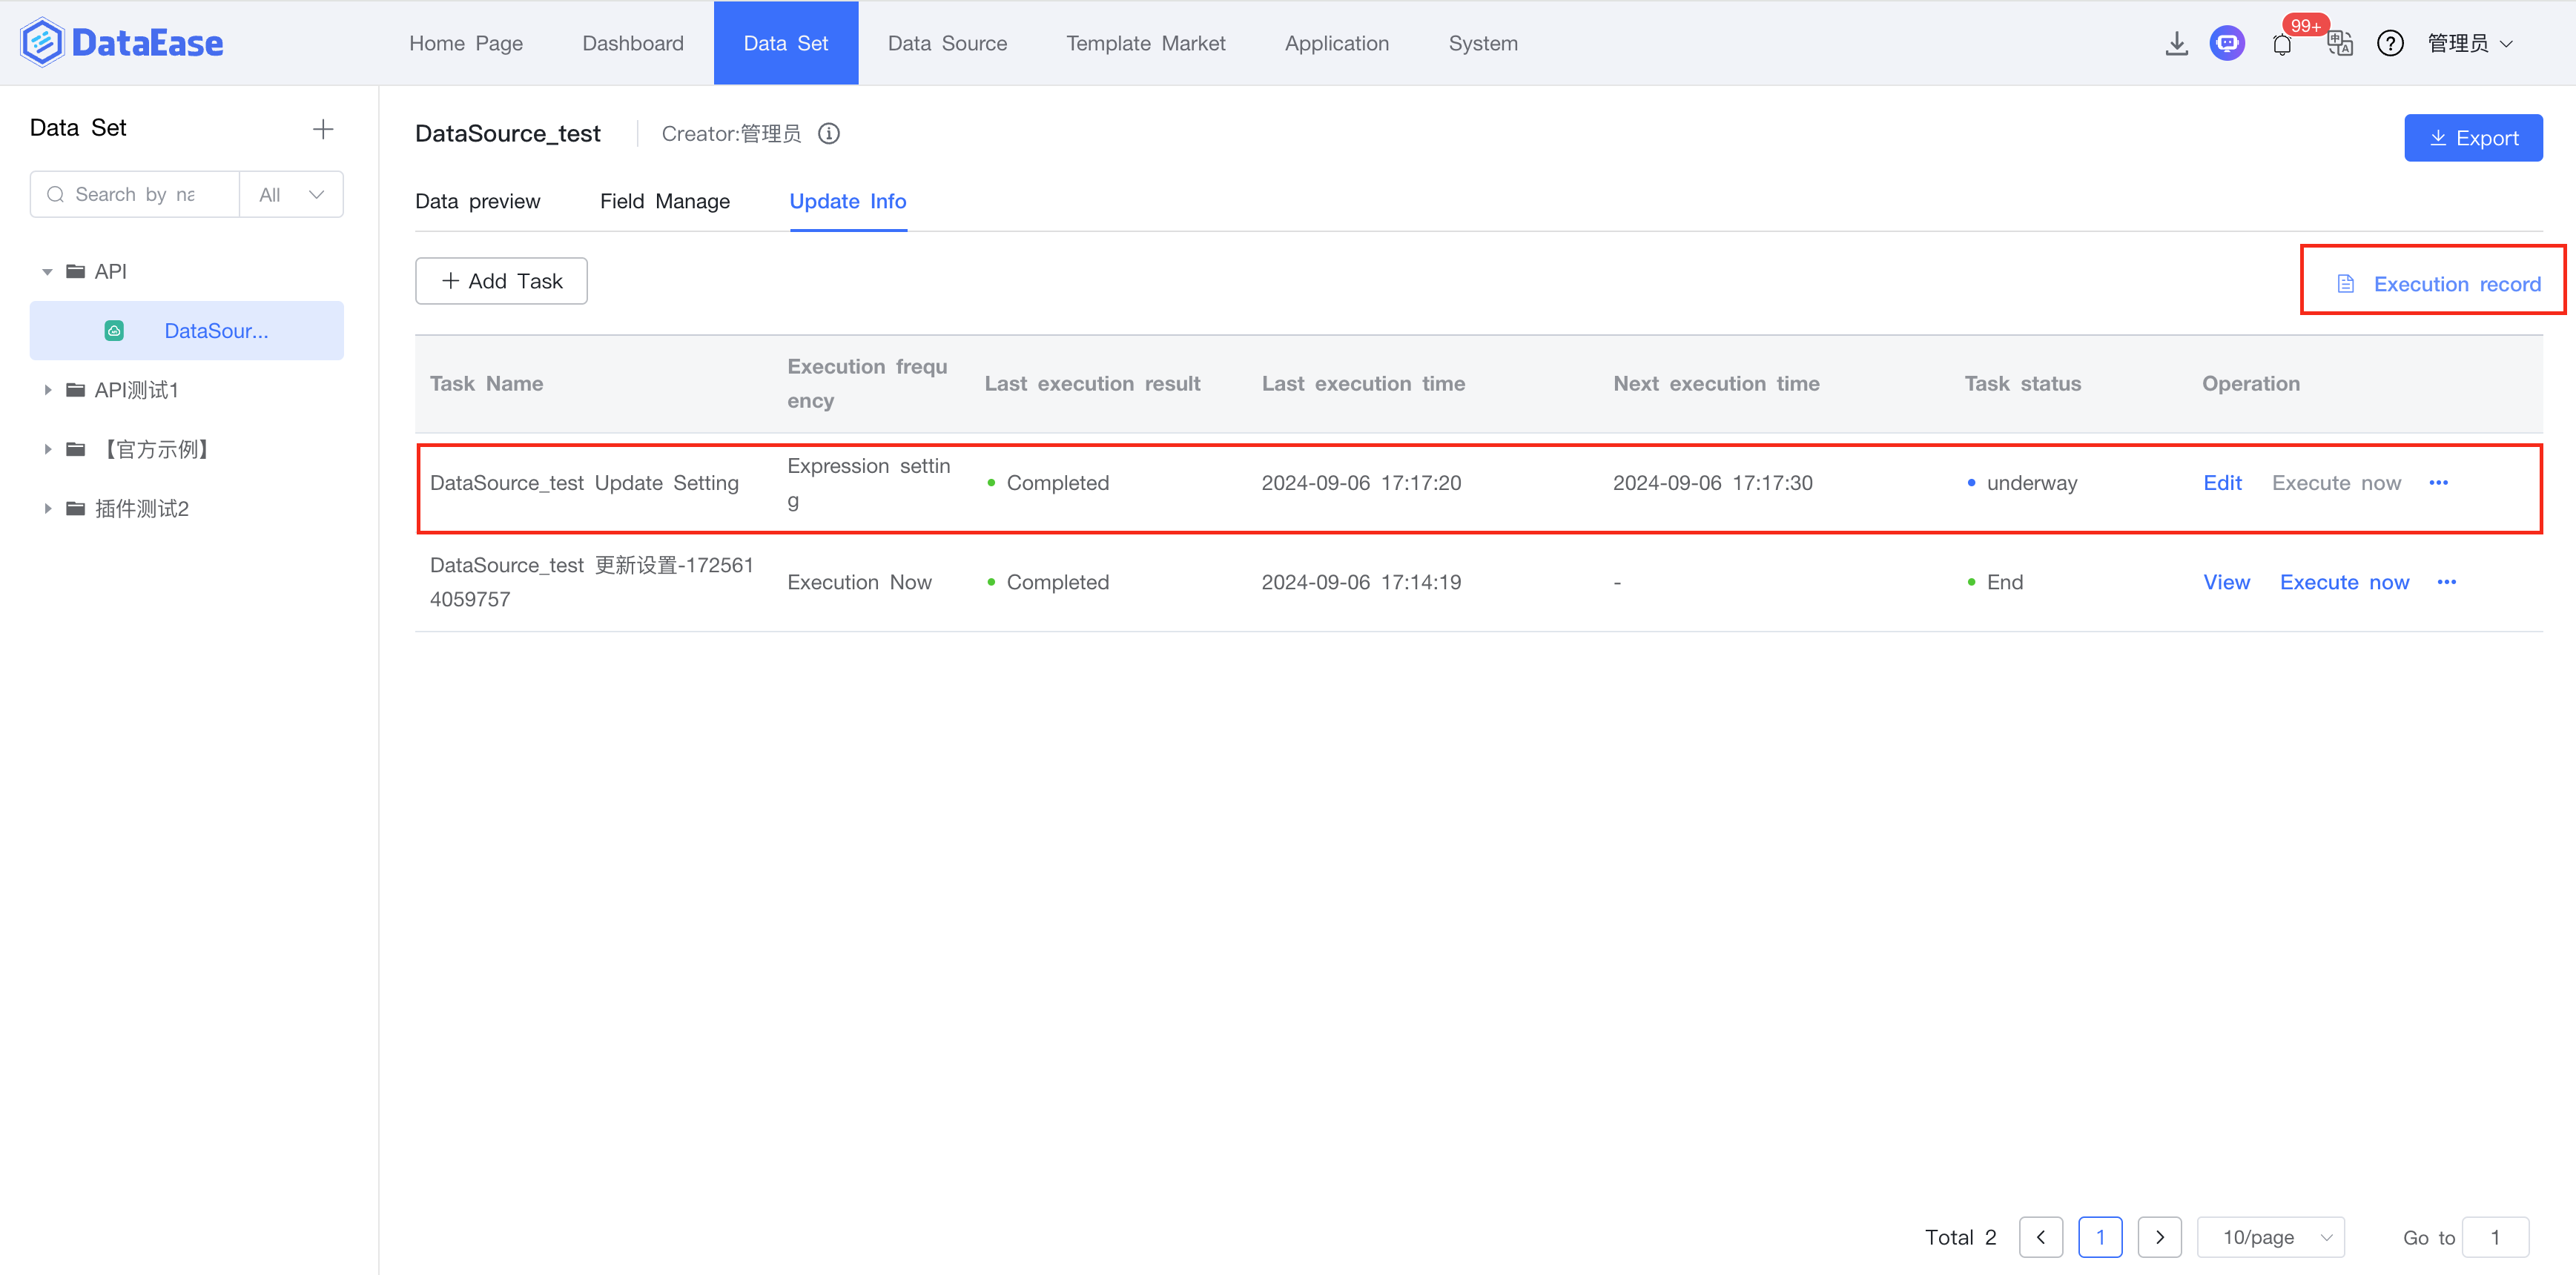 DataEase
Home Page
Dashboard
Data Set
Data Source
Template Market
Application
System
99+
管理员
Data Set
Search by na
All
API
DataSour...
API测试1
【官方示例】
插件测试2
DataSource_test
Creator:管理员
Export
Data preview
Field Manage
Update Info
Add Task
Execution record
Task Name
Execution frequ
ency
Last execution result
Last execution time
Next execution time
Task status
Operation
DataSource_test Update Setting
Expression settin
g
Completed
2024-09-06 17:17:20
2024-09-06 17:17:30
underway
Edit
Execute now
DataSource_test 更新设置-172561
4059757
Execution Now
Completed
2024-09-06 17:14:19
-
End
View
Execute now
Total 2
1
10/page
Go to
1